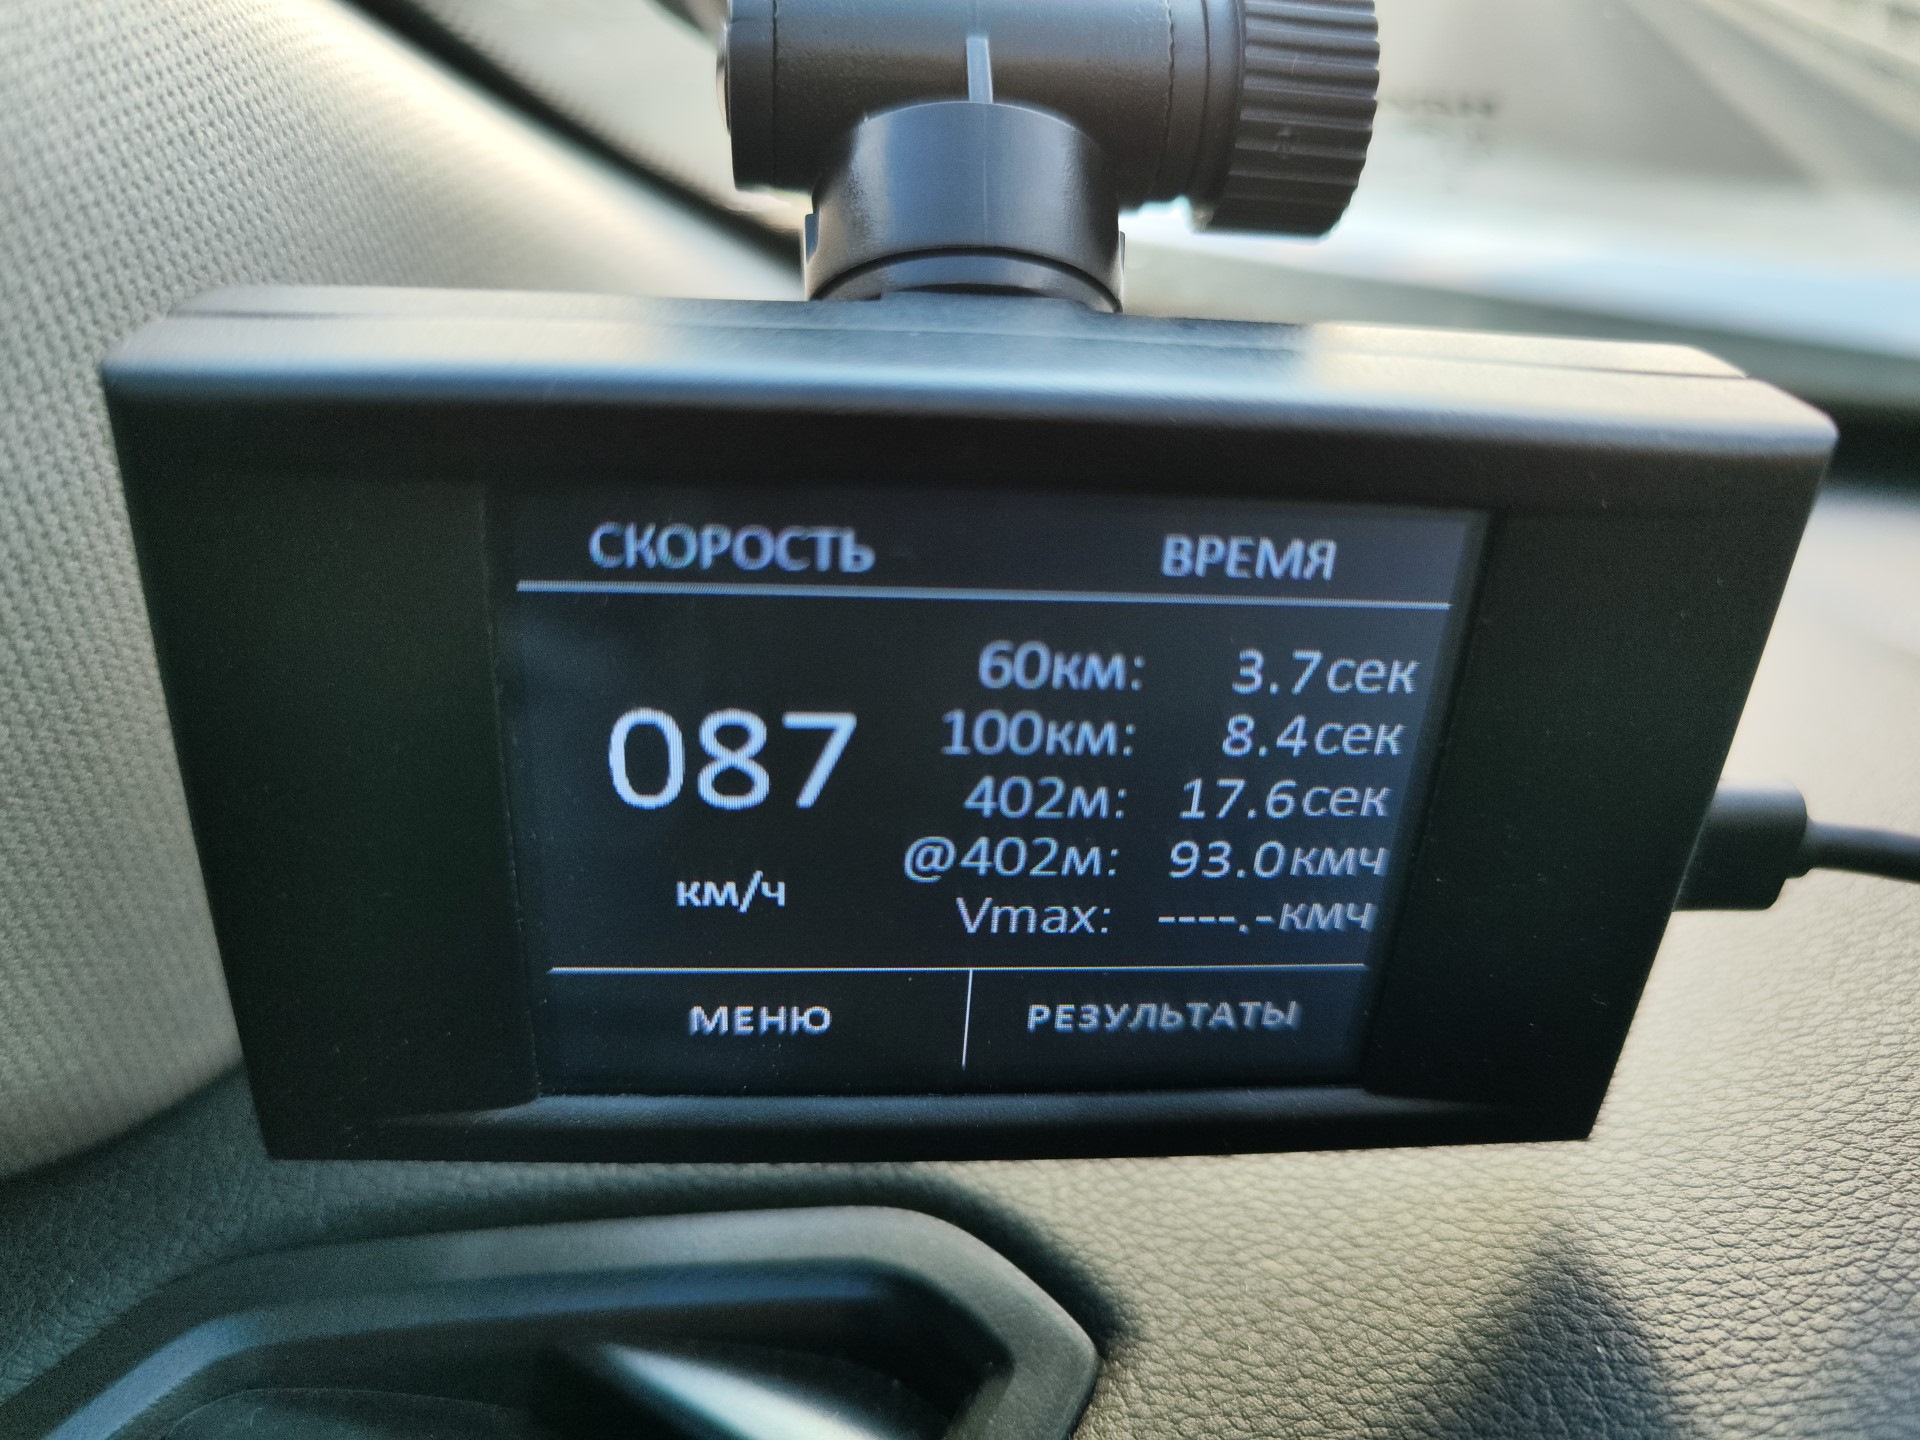 СКОРОСТЬ ВРЕМЯ
60км: 3.7сек
100км: 8.4сек
087
402м: 17.6сек
@402м: 93.0кмч
км/ч
Vmax: ----.-кмч
МЕНЮ РЕЗУЛЬТАТЫ